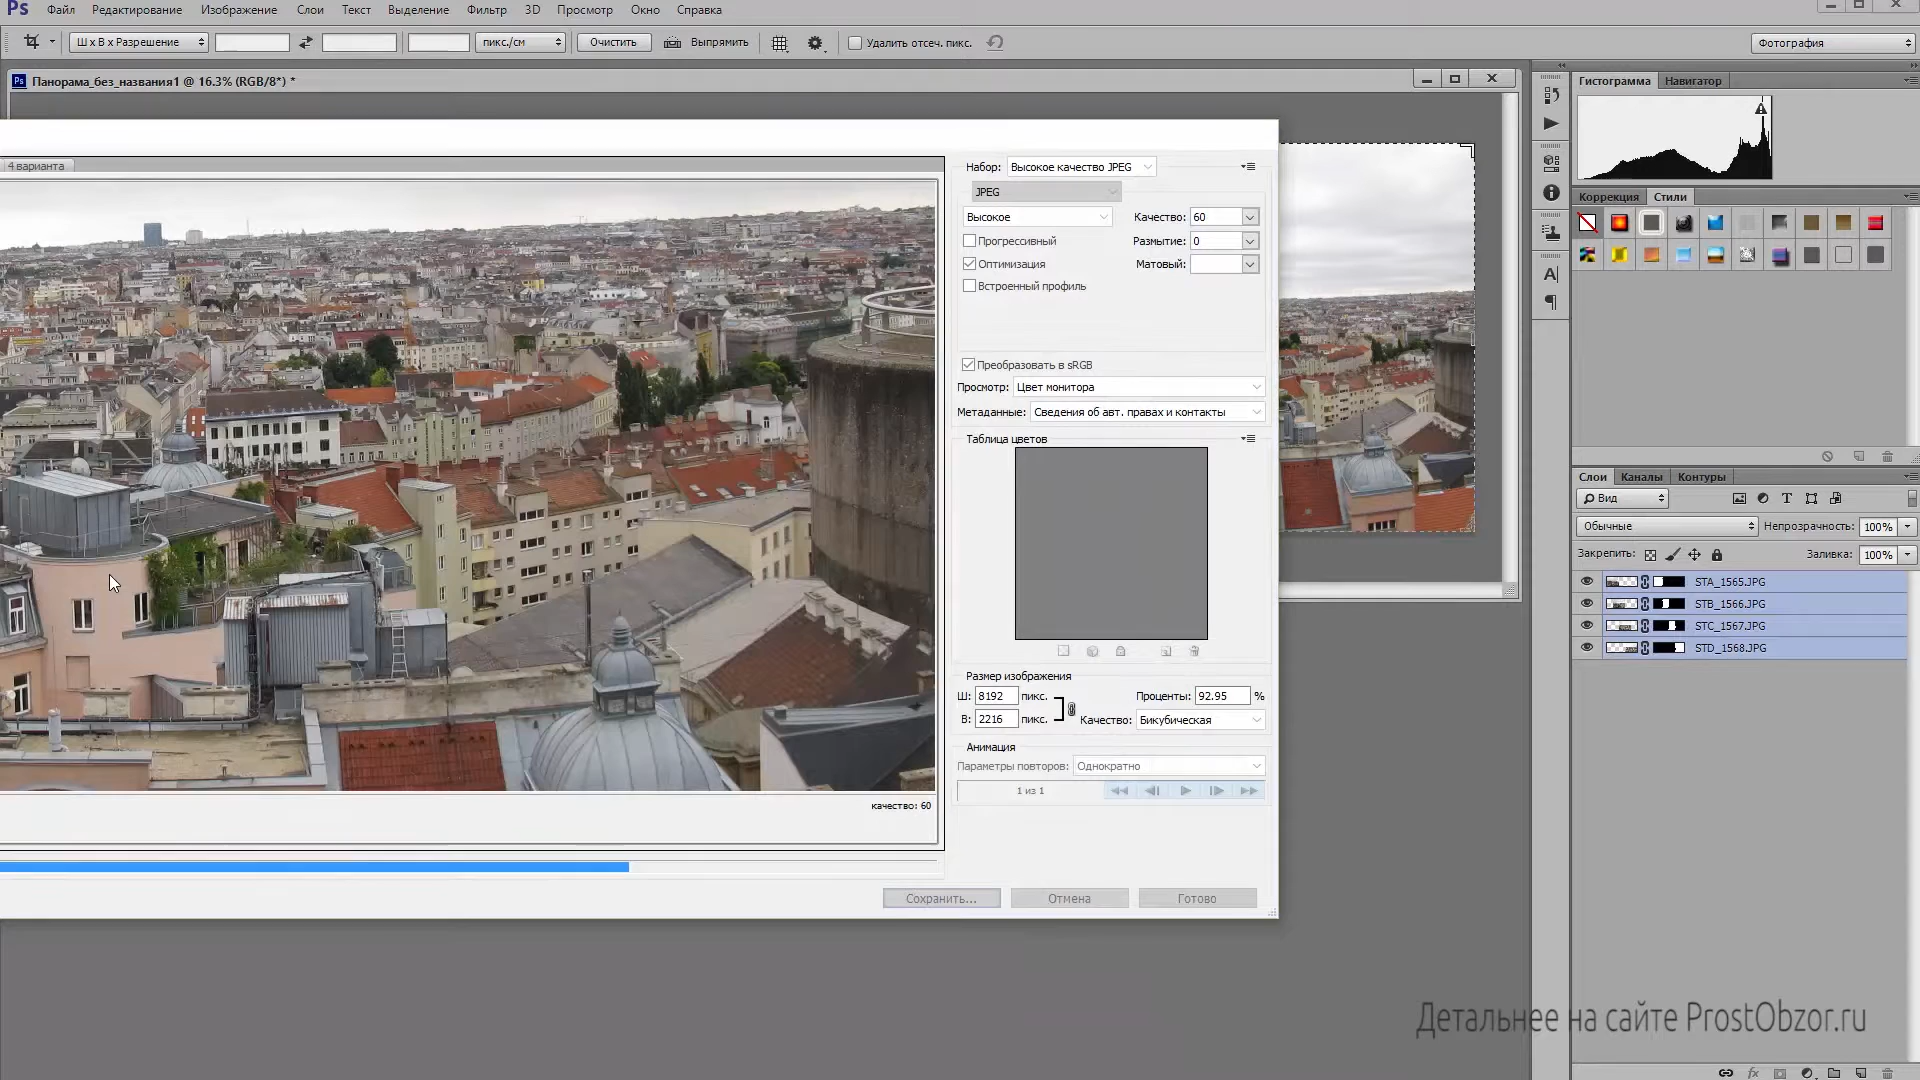 Ps Файл Редактирование Изображение Слои Текст Выделение Фильтр 3D Просмотр Окно Справка
Ш x В x Разрешение пикс./см Очистить Выпрямить Удалить отсеч. пикс. Фотография
Ps Панорама_без_названия1 @ 16.3% (RGB/8*) *
Гистограмма Навигатор
4 варианта
Набор: Высокое качество JPEG
JPEG
Высокое Качество: 60
Прогрессивный Размытие: 0
Оптимизация Матовый:
Встроенный профиль
Преобразовать в sRGB
Просмотр: Цвет монитора
Метаданные: Сведения об авт. правах и контакты
Таблица цветов
Размер изображения
Ш: 8192 пикс. Проценты: 92.95 %
В: 2216 пикс. Качество: Бикубическая
Анимация
Параметры повторов: Однократно
1 из 1
качество: 60
Сохранить... Отмена Готово
Коррекция Стили
Слои Каналы Контуры
Вид
Обычные Непрозрачность: 100%
Закрепить: Заливка: 100%
STA_1565.JPG
STB_1566.JPG
STC_1567.JPG
STD_1568.JPG
Детальнее на сайте ProstObzor.ru
fx